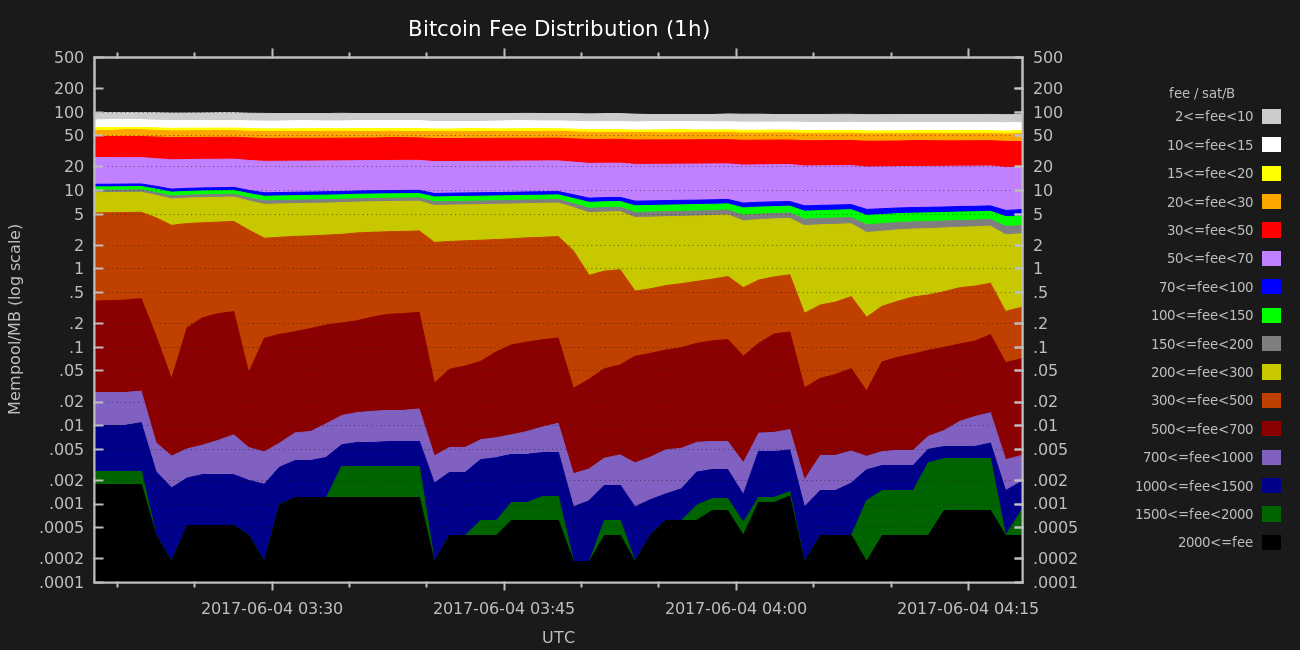 Bitcoin Fee Distribution (1h)
500
200
100
50
20
10
5
2
1
.5
.2
.1
.05
.02
.01
.005
.002
.001
.0005
.0002
.0001
Mempool/MB (log scale)
500
200
100
50
20
10
5
2
1
.5
.2
.1
.05
.02
.01
.005
.002
.001
.0005
.0002
.0001
2017-06-04 03:30
2017-06-04 03:45
2017-06-04 04:00
2017-06-04 04:15
UTC
fee / sat/B
2<=fee<10
10<=fee<15
15<=fee<20
20<=fee<30
30<=fee<50
50<=fee<70
70<=fee<100
100<=fee<150
150<=fee<200
200<=fee<300
300<=fee<500
500<=fee<700
700<=fee<1000
1000<=fee<1500
1500<=fee<2000
2000<=fee